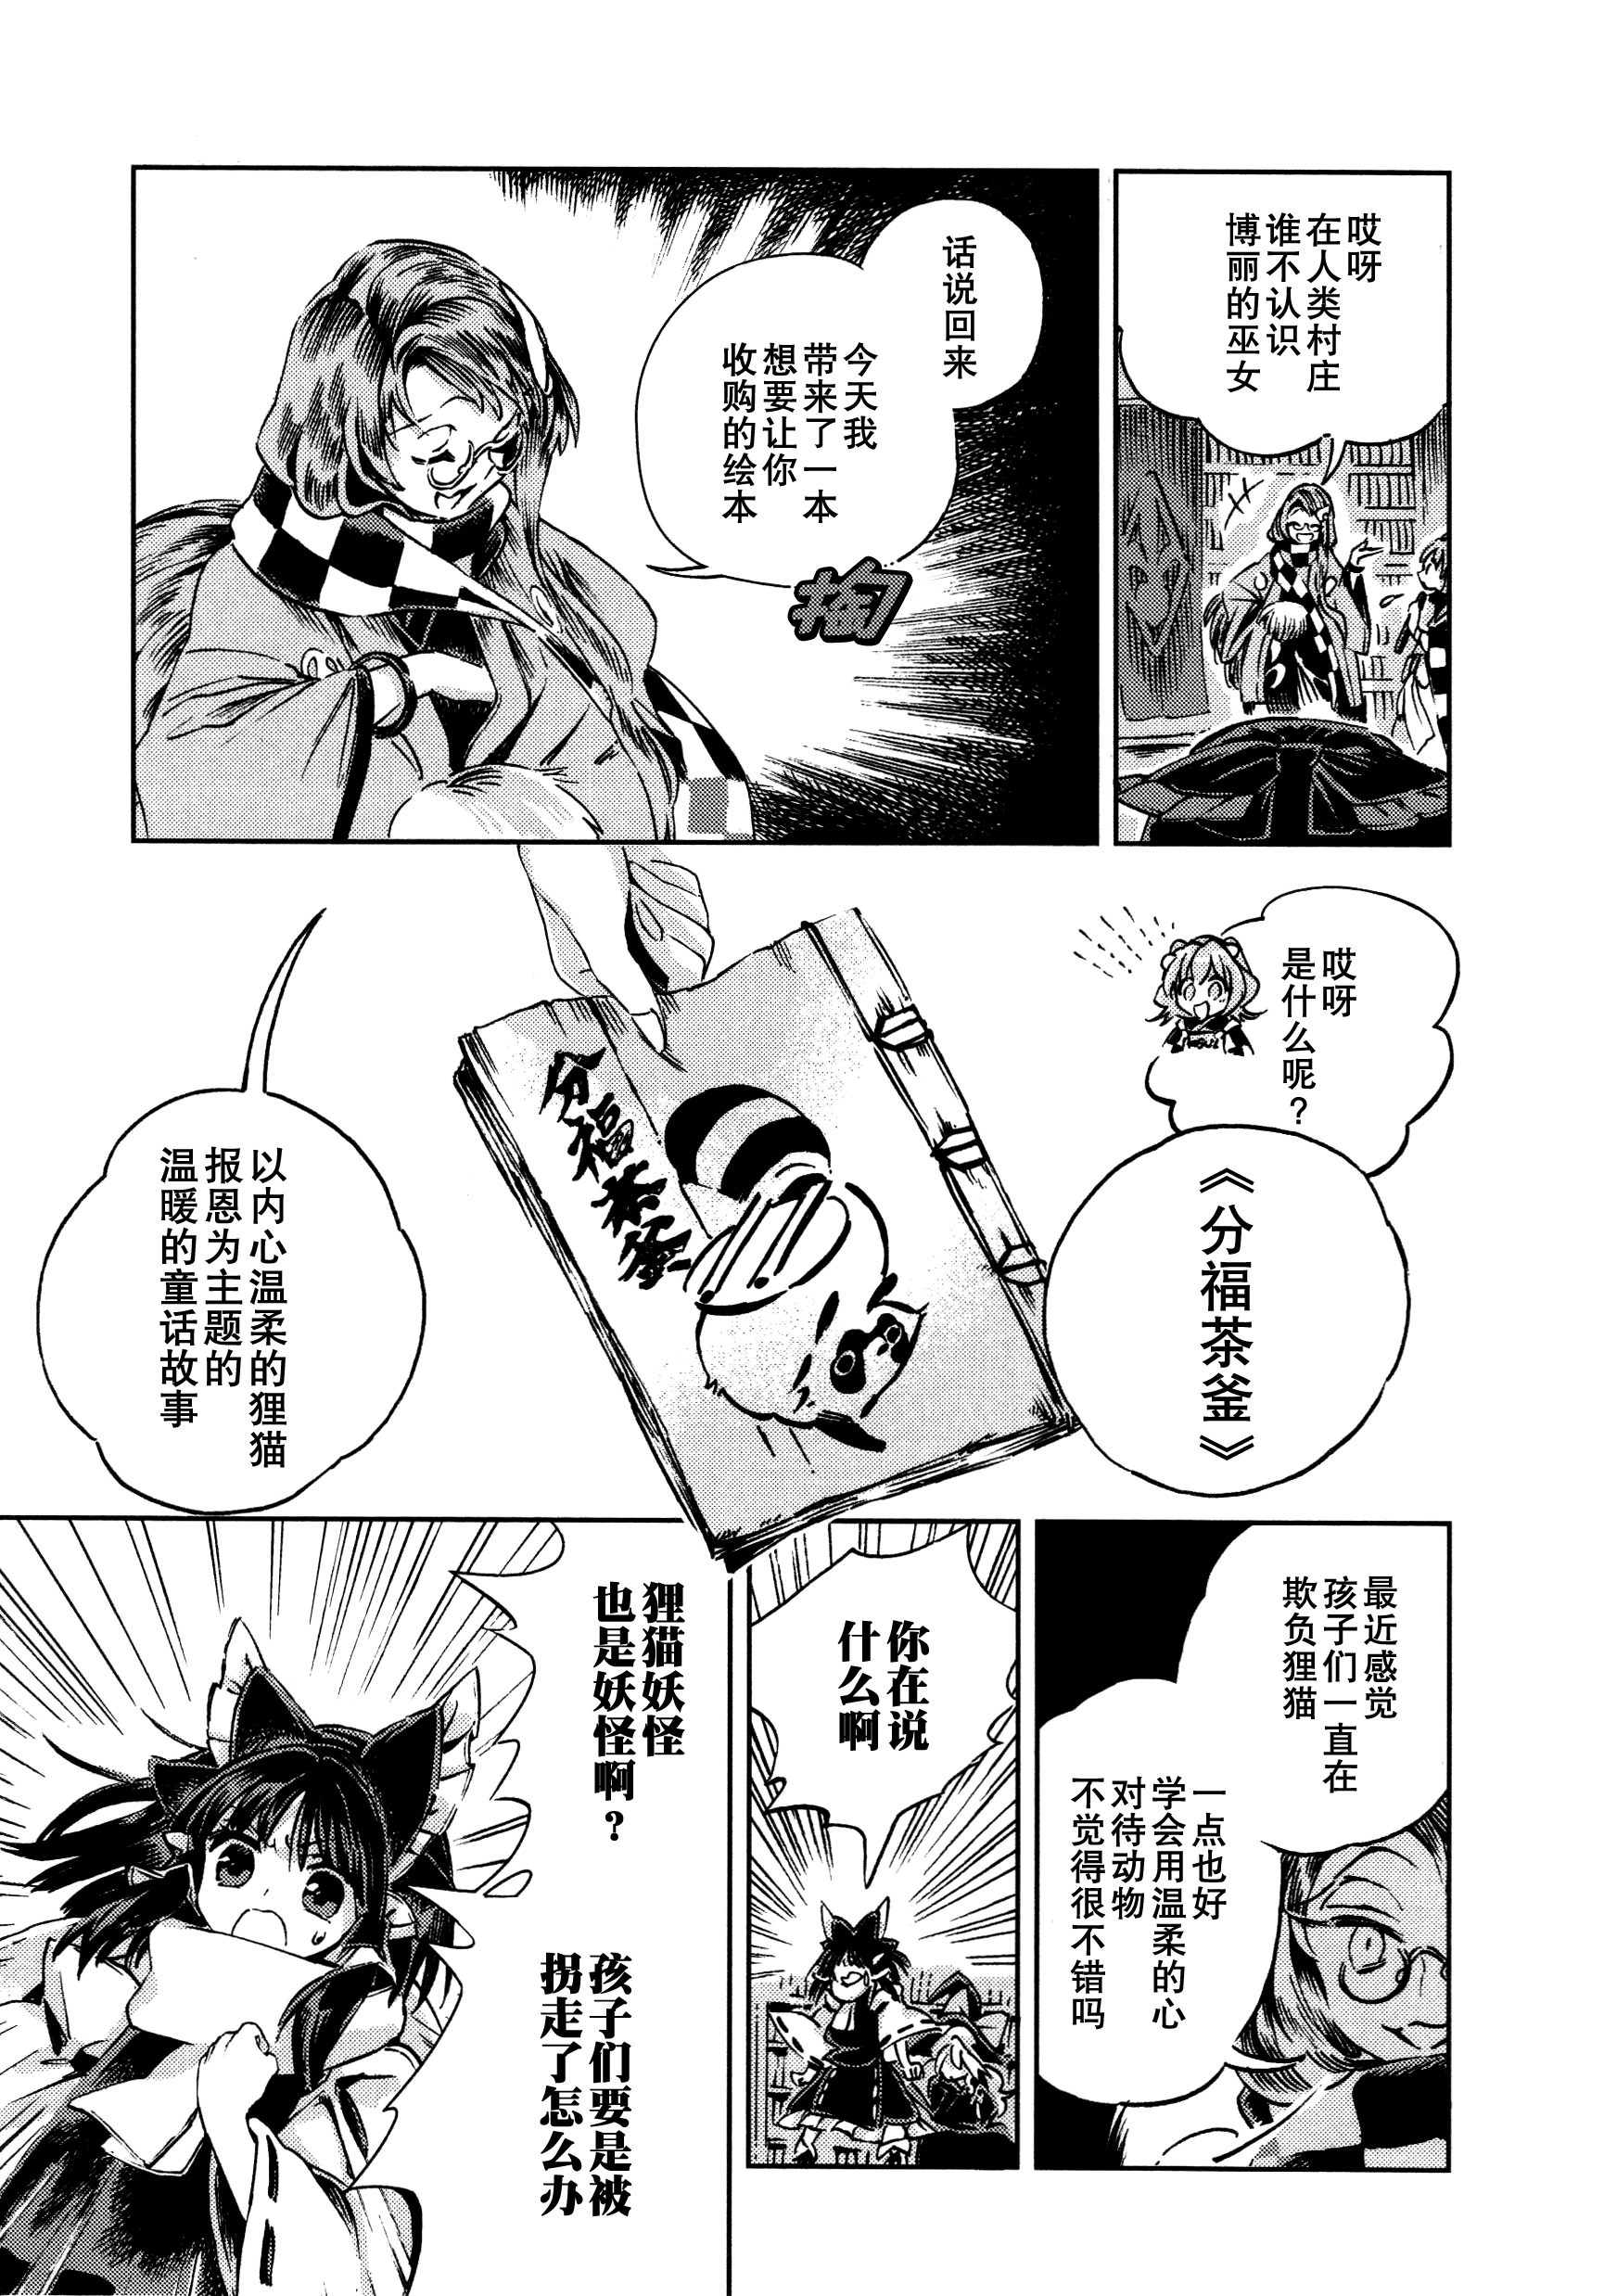 哎呀
在人类村庄
谁不认识
博丽的巫女
话说回来
今天我
带来了一本
想要让你
收购的绘本
掏
哎呀
是什么呢？
《分福茶釜》
分福茶釜
以内心温柔的狸猫
报恩为主题的
温暖的童话故事
最近感觉
孩子们一直在
欺负狸猫
一点也好
学会用温柔的心
对待动物
不觉得很不错吗
你在说
什么啊
狸猫妖怪
也是妖怪啊？
孩子们要是被
拐走了怎么办